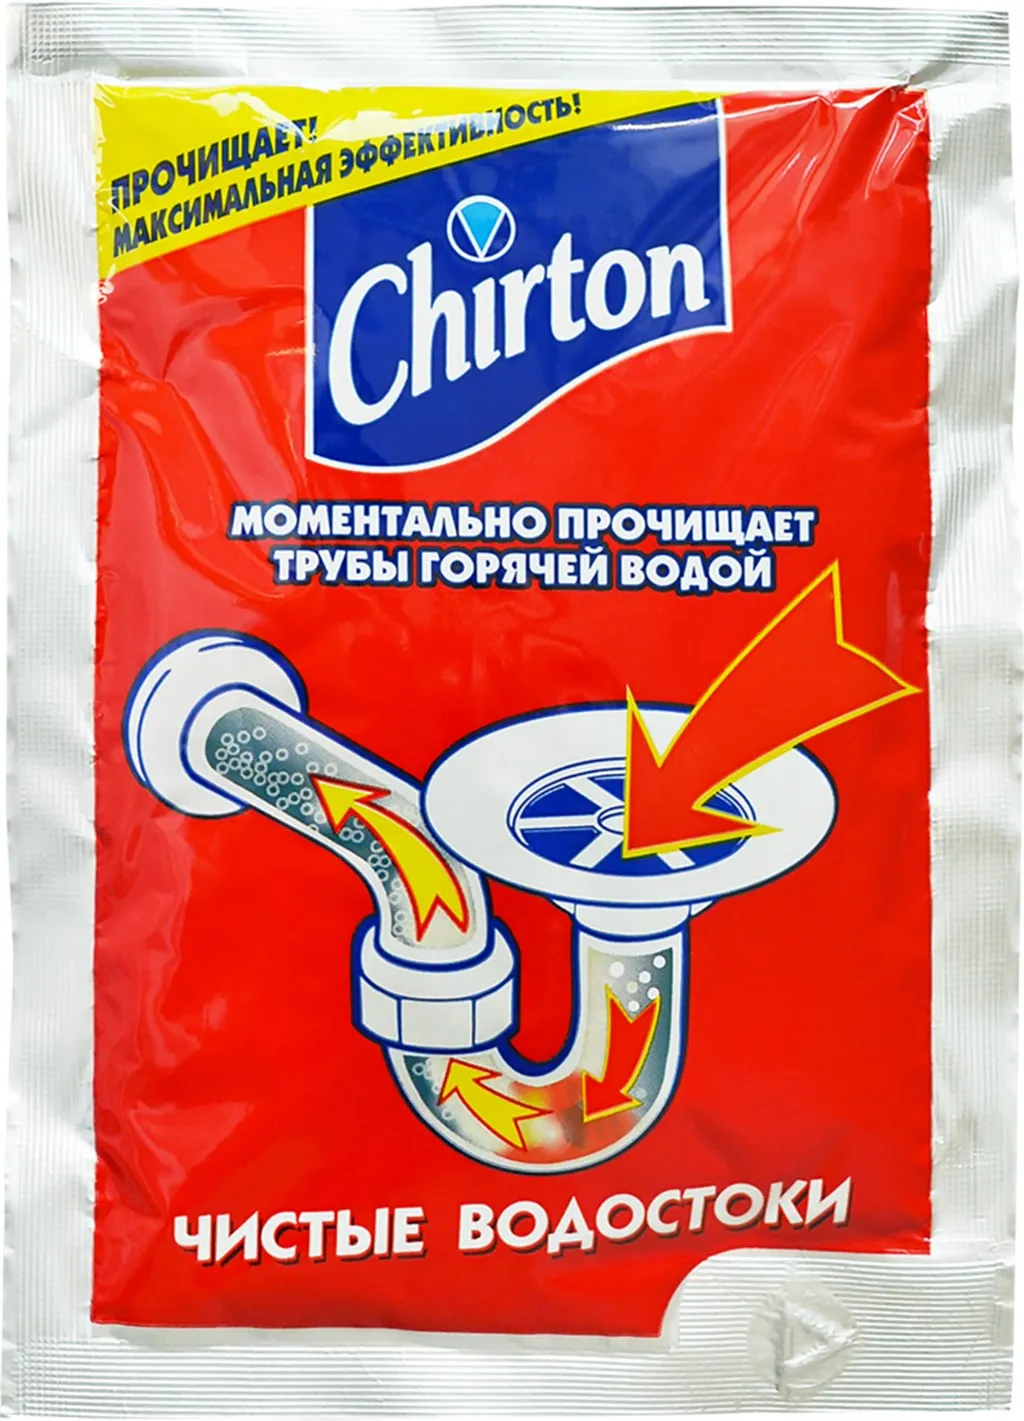 ПРОЧИЩАЕТ!
МАКСИМАЛЬНАЯ ЭФФЕКТИВНОСТЬ!
Chirton
МОМЕНТАЛЬНО ПРОЧИЩАЕТ
ТРУБЫ ГОРЯЧЕЙ ВОДОЙ
ЧИСТЫЕ ВОДОСТОКИ